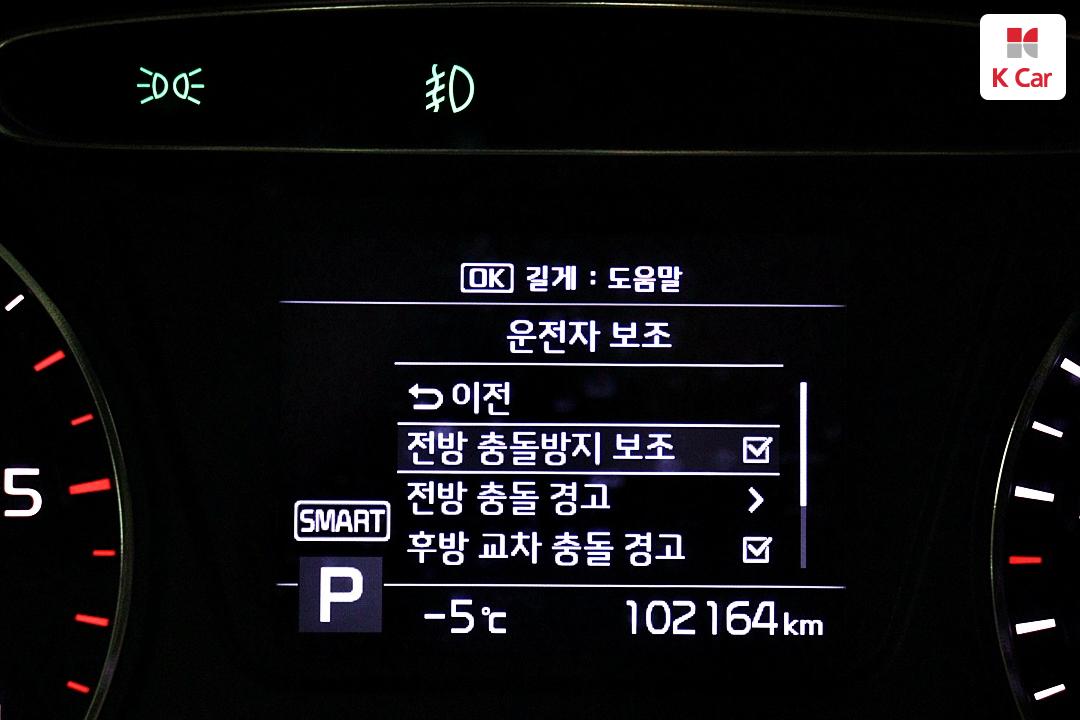 K Car
OK 길게 : 도움말
운전자 보조
이전
전방 충돌방지 보조
전방 충돌 경고
후방 교차 충돌 경고
SMART
P
-5℃
102164km
5